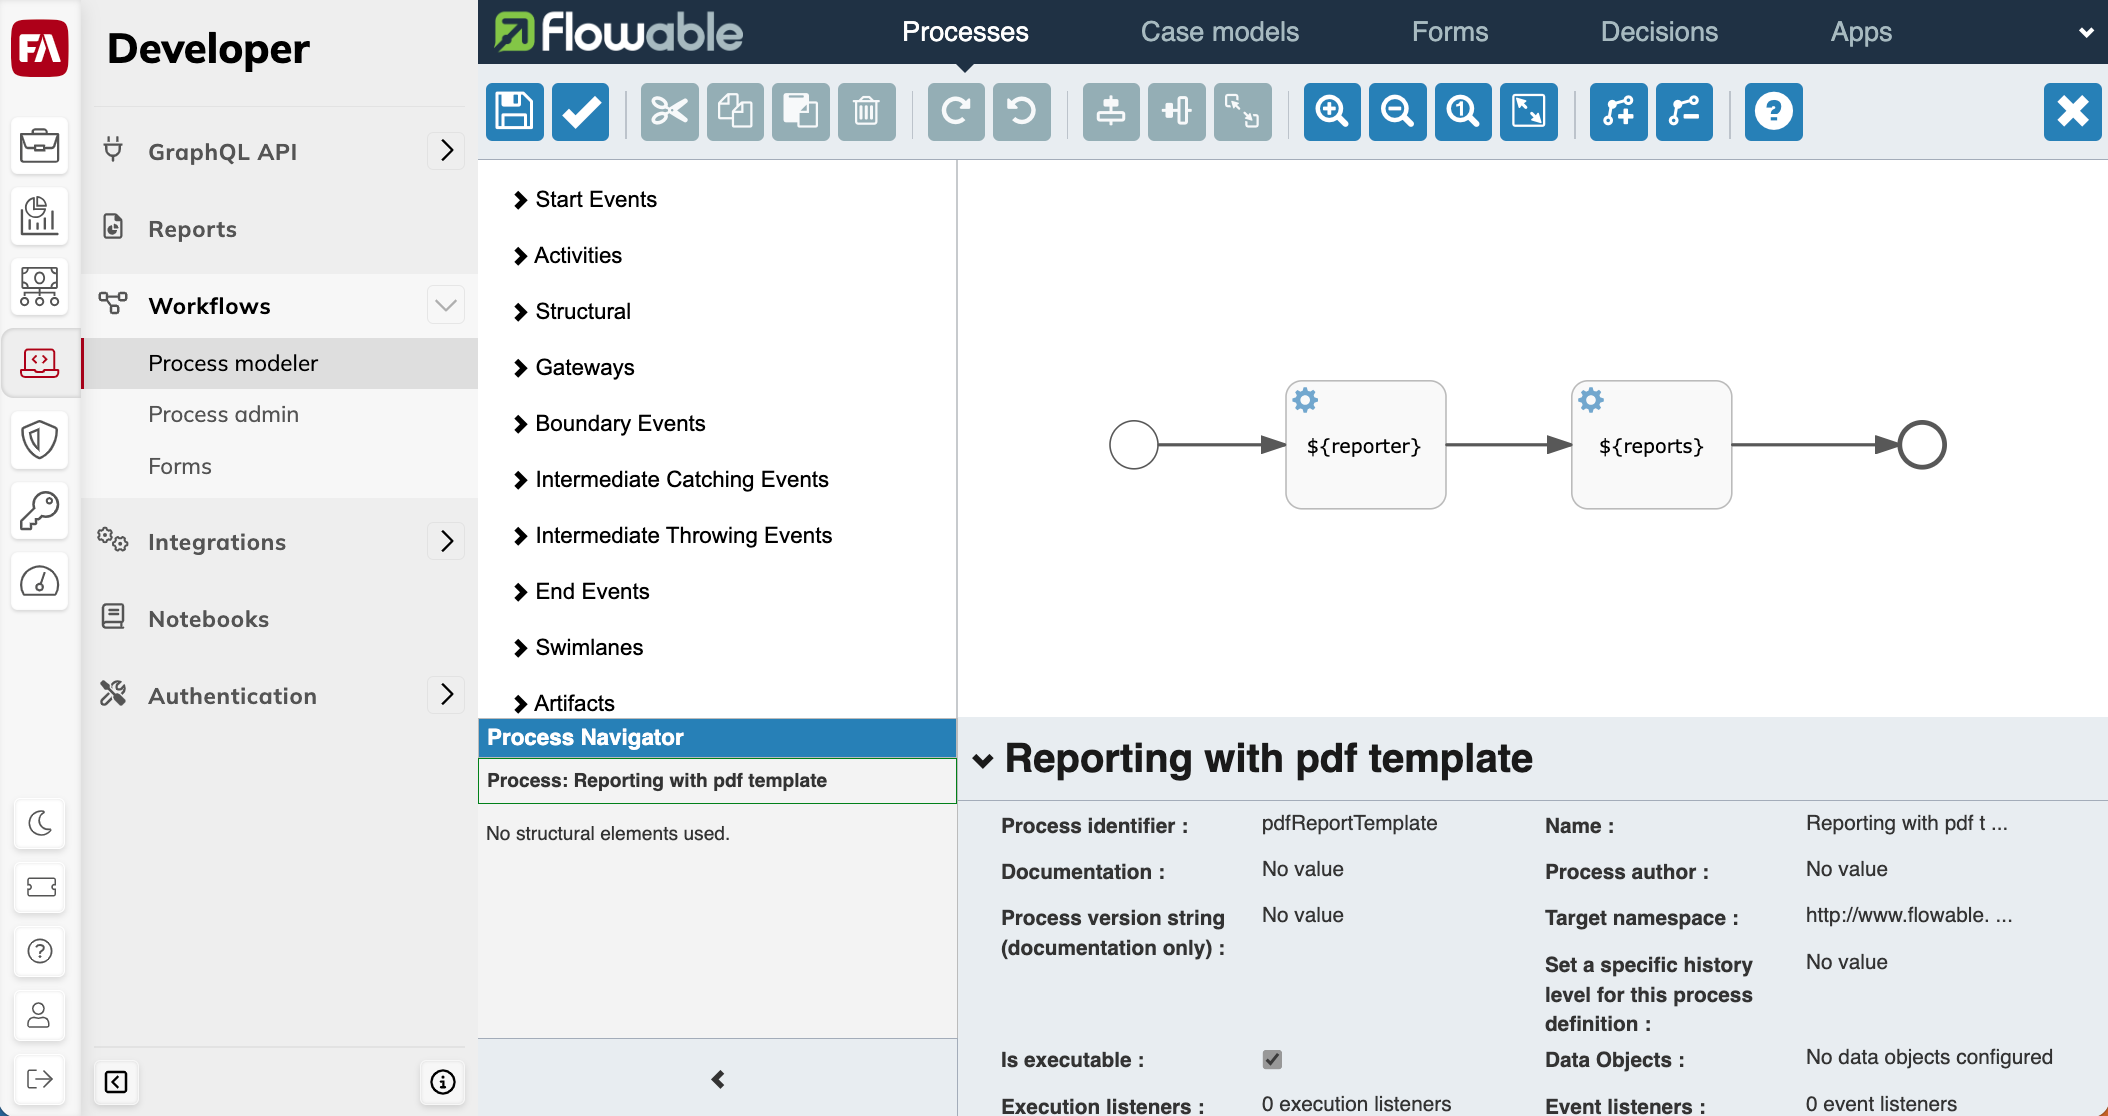 FA
Developer
GraphQL API
Reports
Workflows
Process modeler
Process admin
Forms
Integrations
Notebooks
Authentication
flowable
Processes
Case models
Forms
Decisions
Apps
1
?
Start Events
Activities
Structural
Gateways
Boundary Events
Intermediate Catching Events
Intermediate Throwing Events
End Events
Swimlanes
Artifacts
Process Navigator
Process: Reporting with pdf template
No structural elements used.
${reporter}
${reports}
Reporting with pdf template
Process identifier : pdfReportTemplate
Name : Reporting with pdf t ...
Documentation : No value
Process author : No value
Process version string No value
(documentation only) :
Target namespace : http://www.flowable. ...
Set a specific history No value
level for this process
definition :
Is executable :
Data Objects : No data objects configured
Execution listeners : 0 execution listeners
Event listeners : 0 event listeners